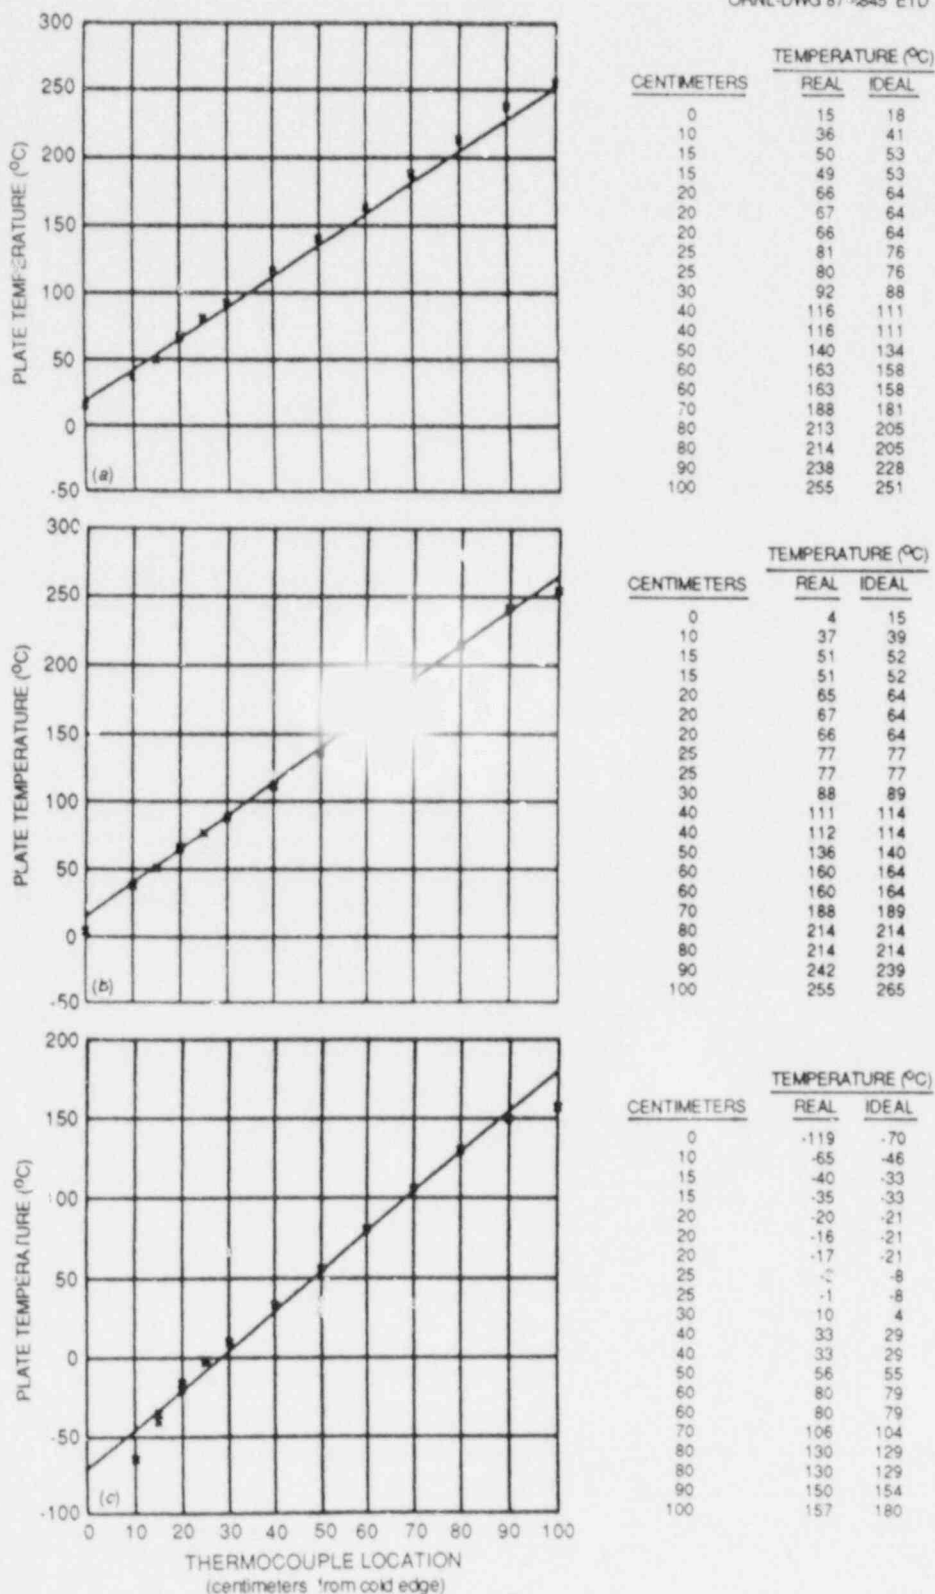 300
250
200
150
100
50
0
-50
PLATE TEMPERATURE (°C)
(a)
TEMPERATURE (°C)
CENTIMETERS REAL IDEAL
0 15 18
10 36 41
15 50 53
15 49 53
20 66 64
20 67 64
20 66 64
25 81 76
25 80 76
30 92 88
40 116 111
40 116 111
50 140 134
60 163 158
60 163 158
70 188 181
80 213 205
80 214 205
90 238 228
100 255 251
300
250
200
150
100
50
0
-50
PLATE TEMPERATURE (°C)
(b)
TEMPERATURE (°C)
CENTIMETERS REAL IDEAL
0 4 15
10 37 39
15 51 52
15 51 52
20 65 64
20 67 64
20 66 64
25 77 77
25 77 77
30 88 89
40 111 114
40 112 114
50 136 140
60 160 164
60 160 164
70 188 189
80 214 214
80 214 214
90 242 239
100 255 265
200
150
100
50
0
-50
-100
PLATE TEMPERATURE (°C)
(c)
0 10 20 30 40 50 60 70 80 90 100
THERMOCOUPLE LOCATION
(centimeters from cold edge)
TEMPERATURE (°C)
CENTIMETERS REAL IDEAL
0 -119 -70
10 -65 -46
15 -40 -33
15 -35 -33
20 -20 -21
20 -16 -21
20 -17 -21
25 -2 -8
25 -1 -8
30 10 4
40 33 29
40 33 29
50 56 55
60 80 79
60 80 79
70 106 104
80 130 129
80 130 129
90 150 154
100 157 180